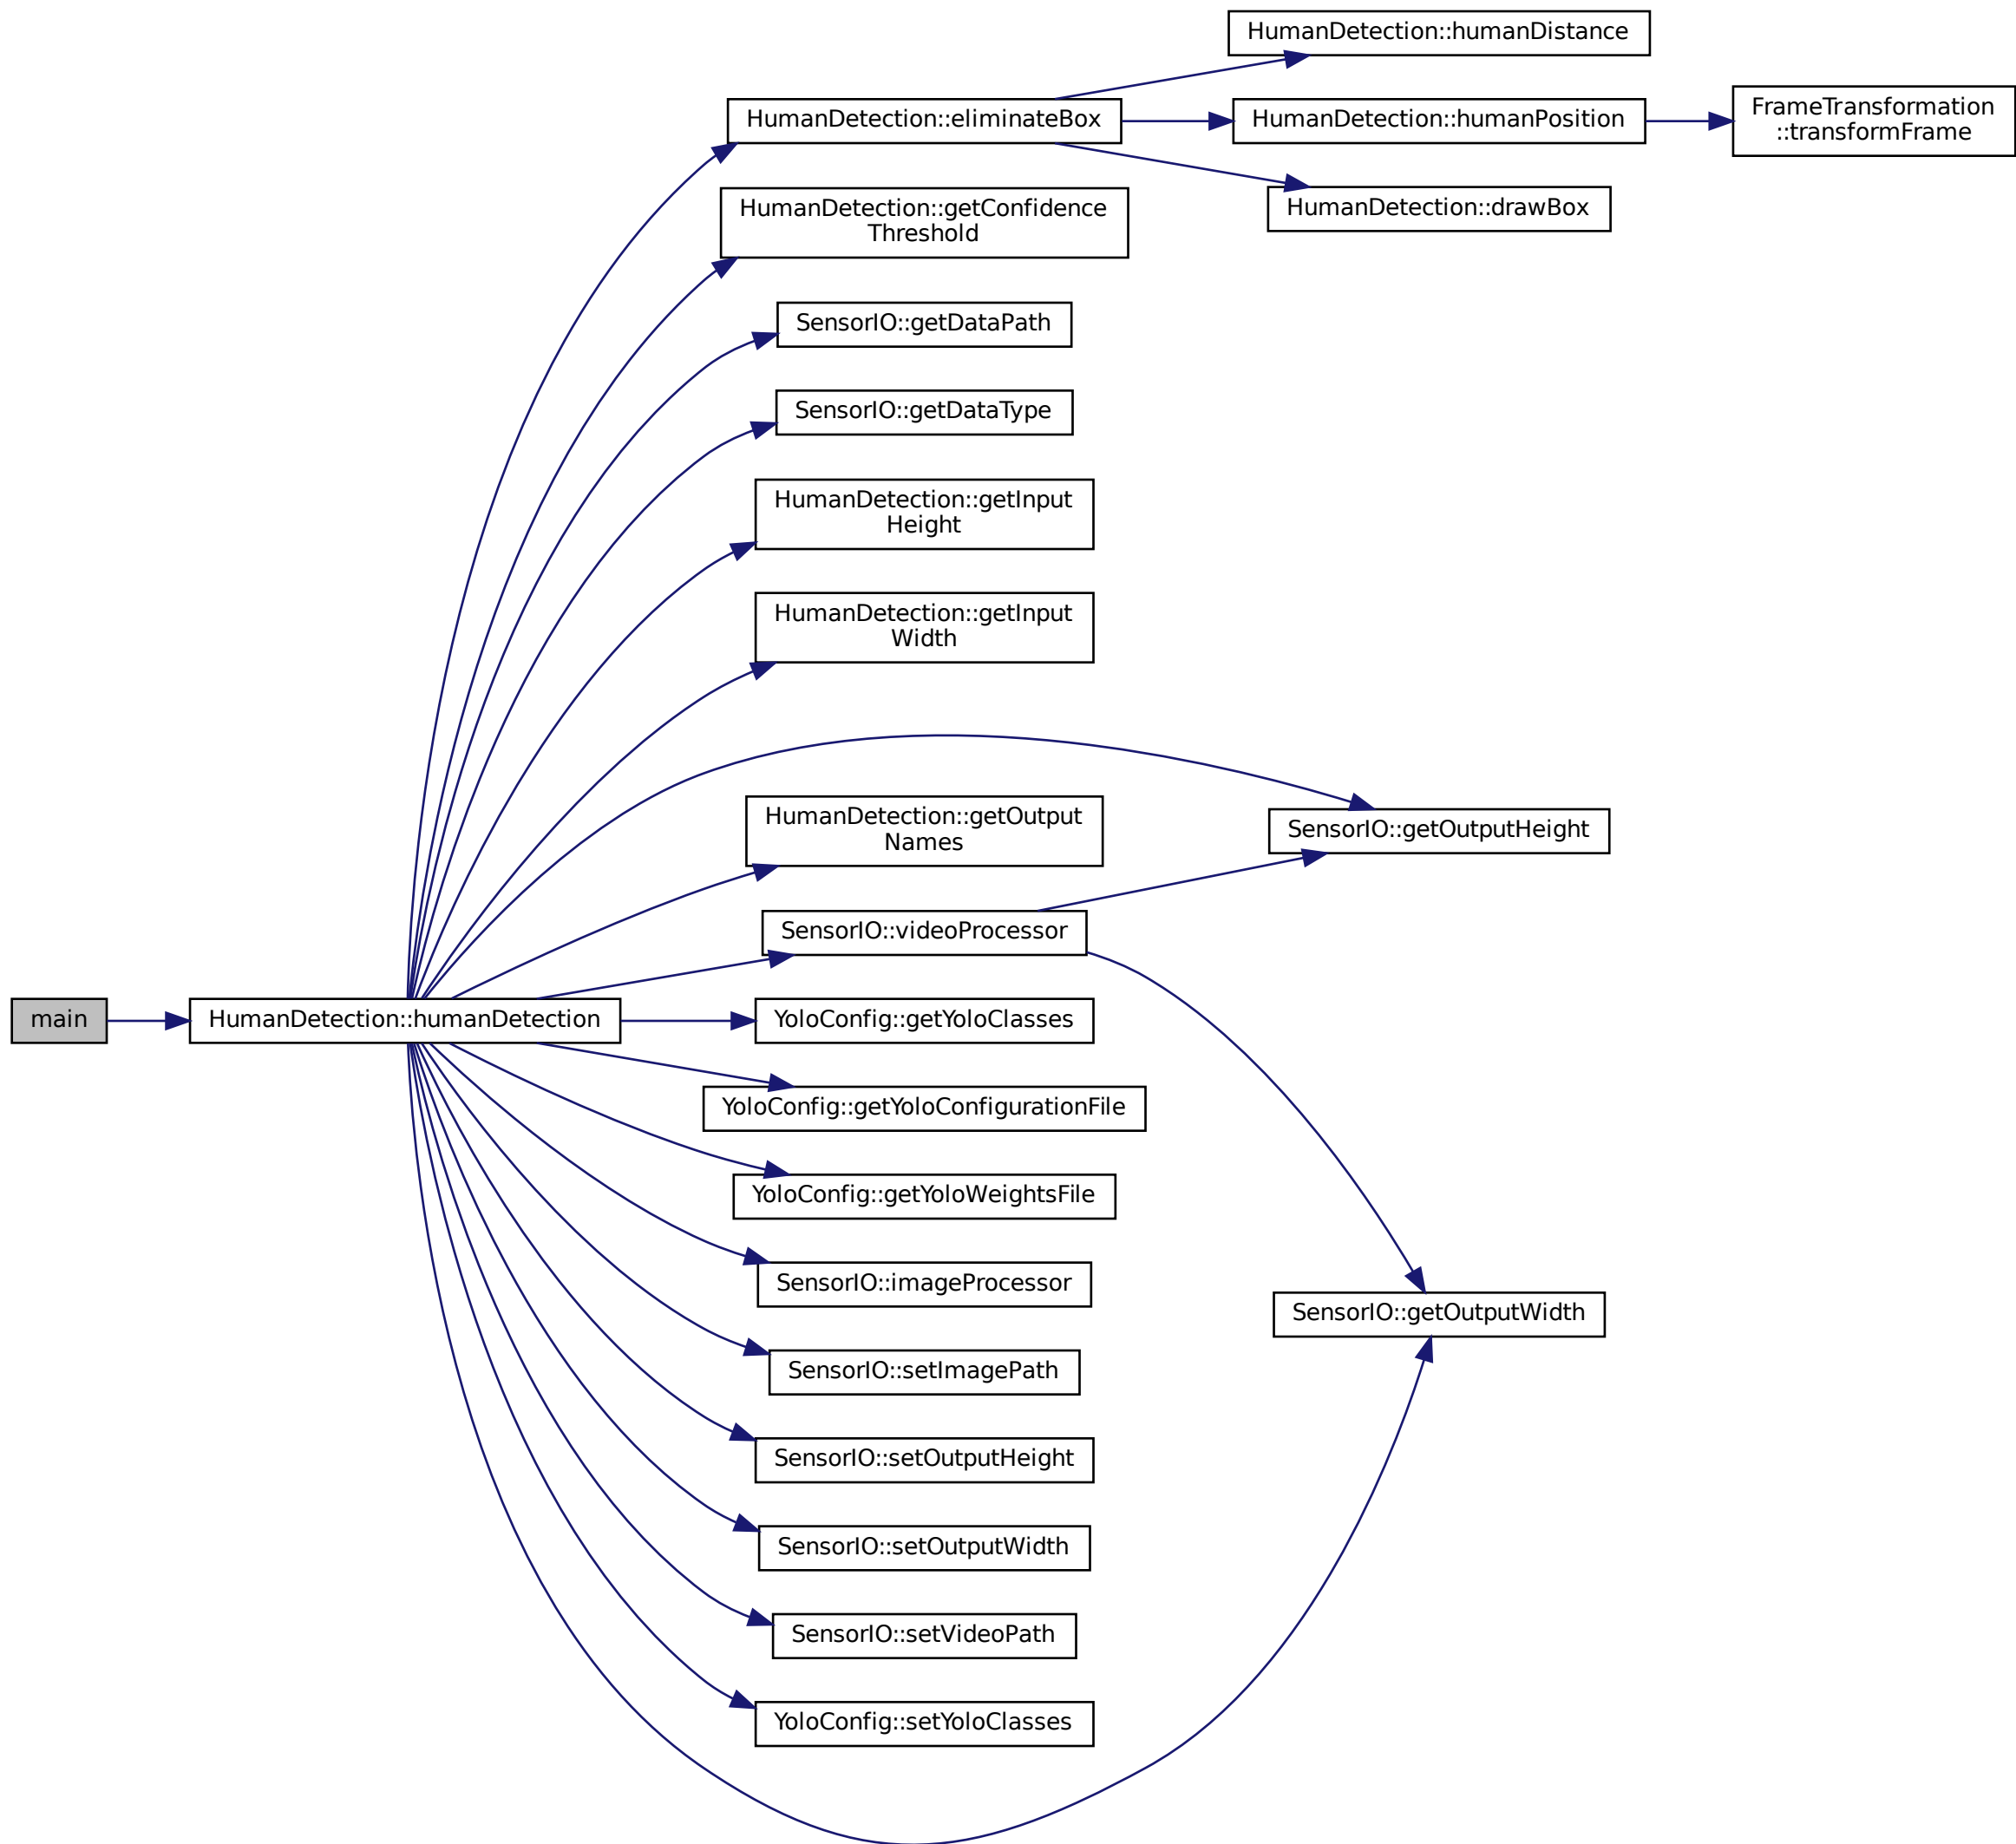 HumanDetection::humanDistance
HumanDetection::eliminateBox
HumanDetection::humanPosition
FrameTransformation
::transformFrame
HumanDetection::drawBox
HumanDetection::getConfidence
Threshold
SensorIO::getDataPath
SensorIO::getDataType
HumanDetection::getInput
Height
HumanDetection::getInput
Width
HumanDetection::getOutput
Names
SensorIO::getOutputHeight
SensorIO::videoProcessor
main
HumanDetection::humanDetection
YoloConfig::getYoloClasses
YoloConfig::getYoloConfigurationFile
YoloConfig::getYoloWeightsFile
SensorIO::imageProcessor
SensorIO::getOutputWidth
SensorIO::setImagePath
SensorIO::setOutputHeight
SensorIO::setOutputWidth
SensorIO::setVideoPath
YoloConfig::setYoloClasses